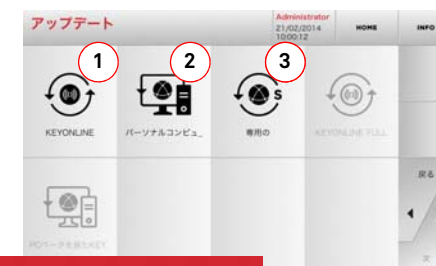 アップデート
Administrator
21/02/2014
10:00:12
HOME
INFO
1
2
3
S
KEYONLINE
パーソナルコンピュ_
専用の
KEYONLINE FULL
戻る